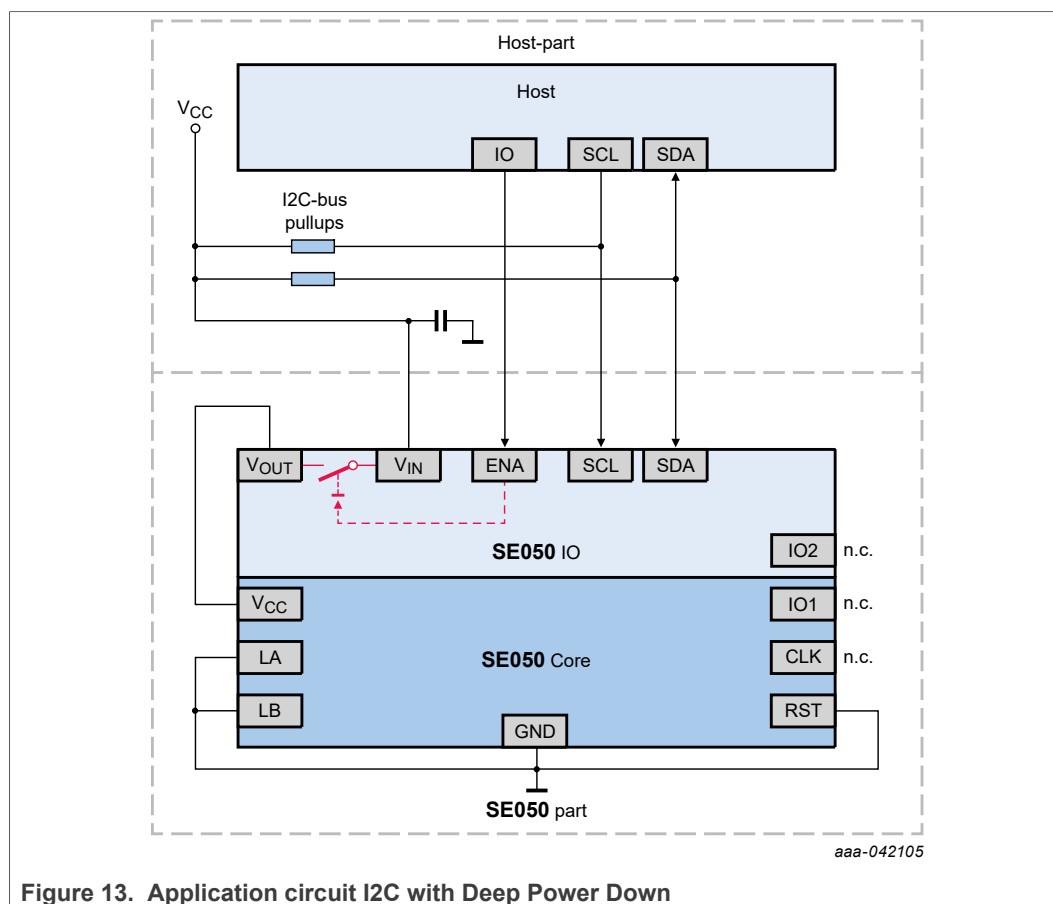 Host-part
Host
VCC
IO
SCL
SDA
I2C-bus
pullups
VOUT
VIN
ENA
SCL
SDA
SE050 IO
IO2
n.c.
VCC
IO1
n.c.
LA
SE050 Core
CLK
n.c.
LB
RST
GND
SE050 part
aaa-042105
Figure 13. Application circuit I2C with Deep Power Down